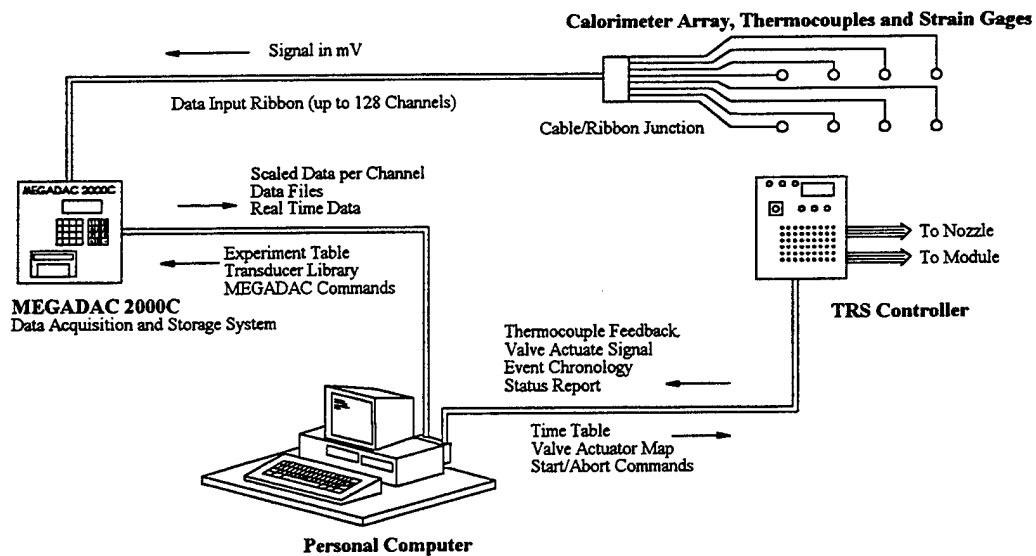 Calorimeter Array, Thermocouples and Strain Gages
Signal in mV
Data Input Ribbon (up to 128 Channels)
Cable/Ribbon Junction
MEGADAC 2000C
Scaled Data per Channel
Data Files
Real Time Data
Experiment Table
Transducer Library
MEGADAC Commands
MEGADAC 2000C
Data Acquisition and Storage System
To Nozzle
To Module
TRS Controller
Thermocouple Feedback
Valve Actuate Signal
Event Chronology
Status Report
Time Table
Valve Actuator Map
Start/Abort Commands
Personal Computer